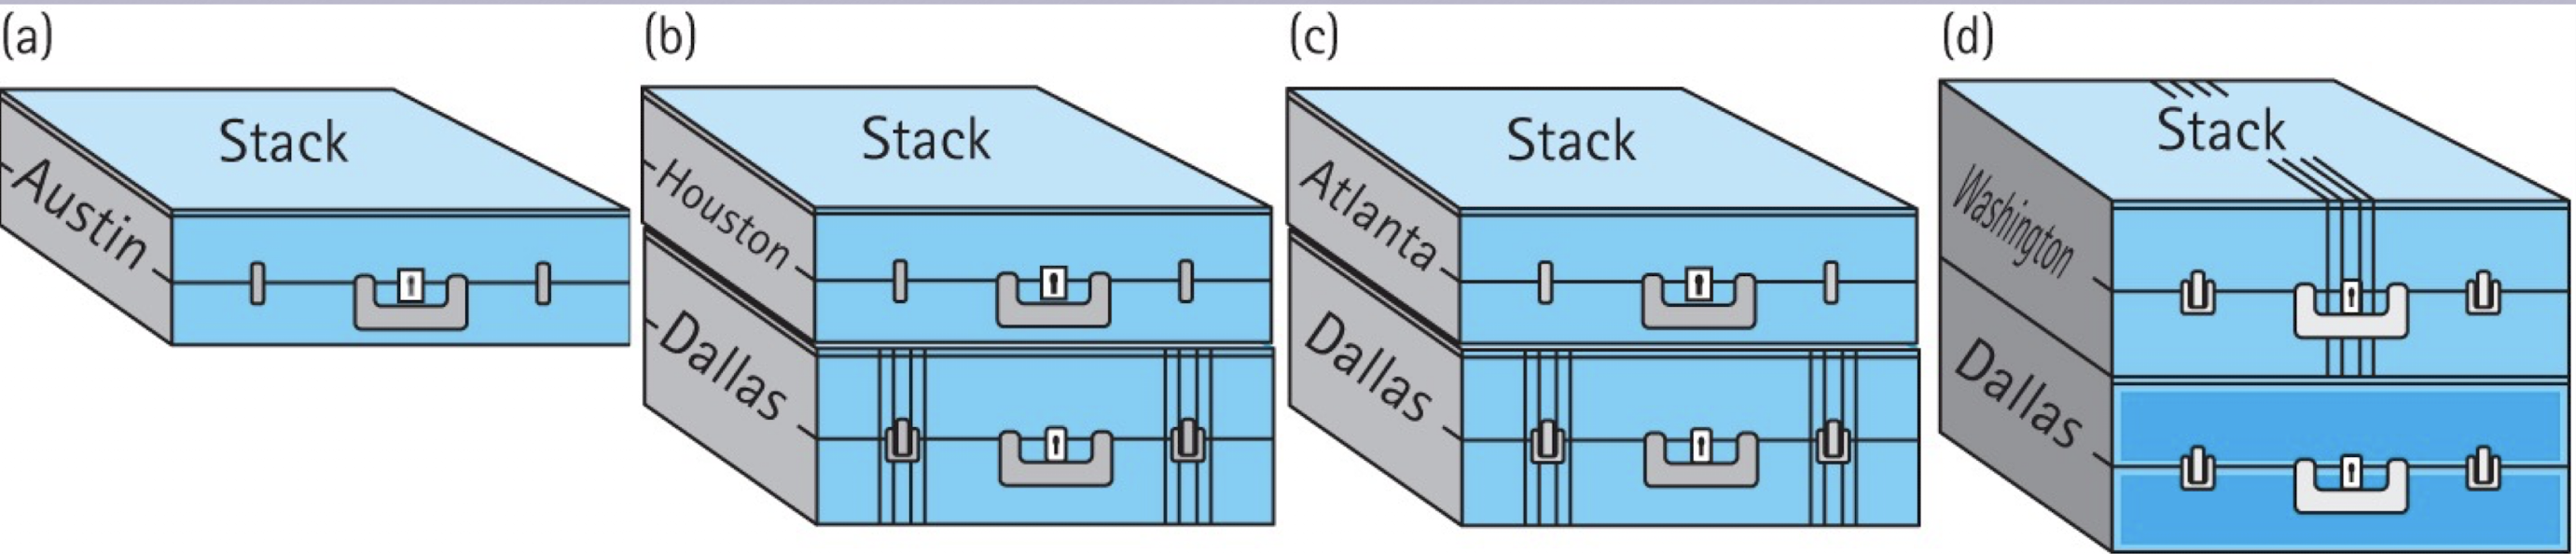 (a)
Stack
Austin
(b)
Stack
Houston
Dallas
(c)
Stack
Atlanta
Dallas
(d)
Stack
Washington
Dallas